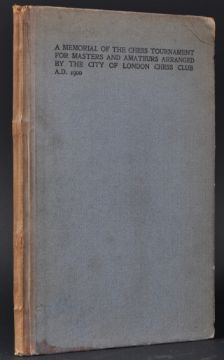 A MEMORIAL OF THE CHESS TOURNAMENT
FOR MASTERS AND AMATEURS ARRANGED
BY THE CITY OF LONDON CHESS CLUB
A.D. 1900